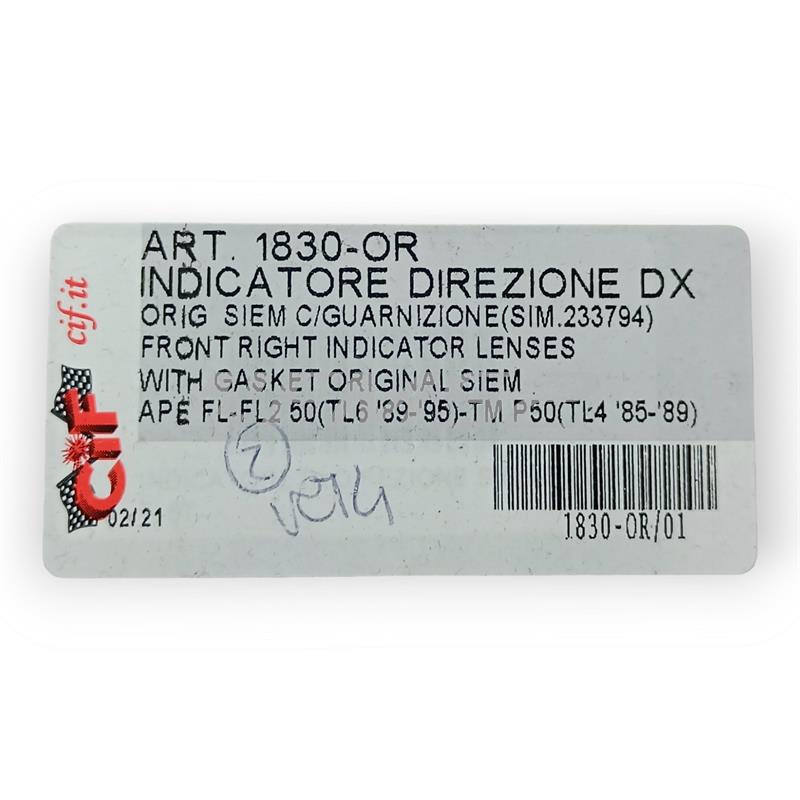 ART. 1830-OR
INDICATORE DIREZIONE DX
ORIG SIEM C/GUARNIZIONE(SIM.233794)
FRONT RIGHT INDICATOR LENSES
WITH GASKET ORIGINAL SIEM
APE FL-FL2 50(TL6 '89-'95)-TM P50(TL4 '85-'89)
cif.it
CIF
02/21
2
1830-OR/01